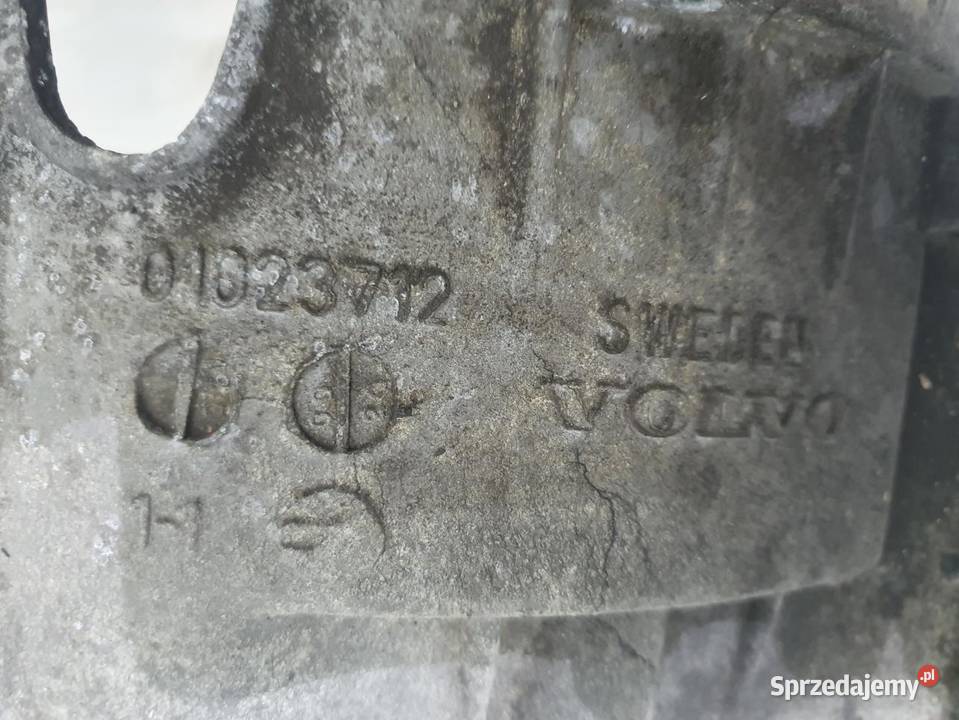 01023712
SWEDEN
VOLVO
1-1
Sprzedajemy.pl